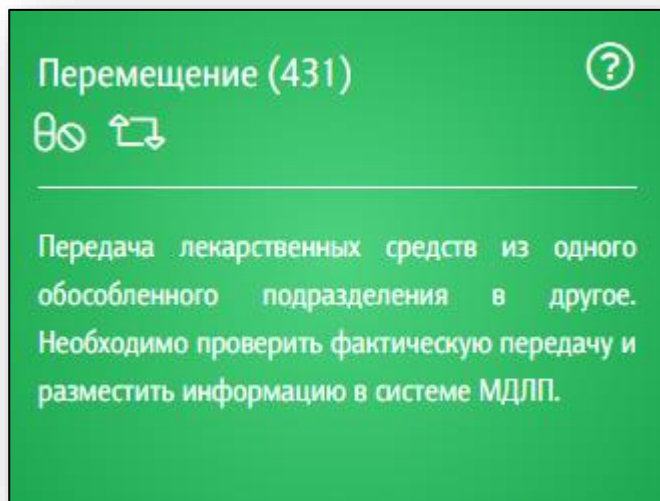 Перемещение (431)
?
Передача лекарственных средств из одного
обособленного подразделения в другое.
Необходимо проверить фактическую передачу и
разместить информацию в системе МДЛП.